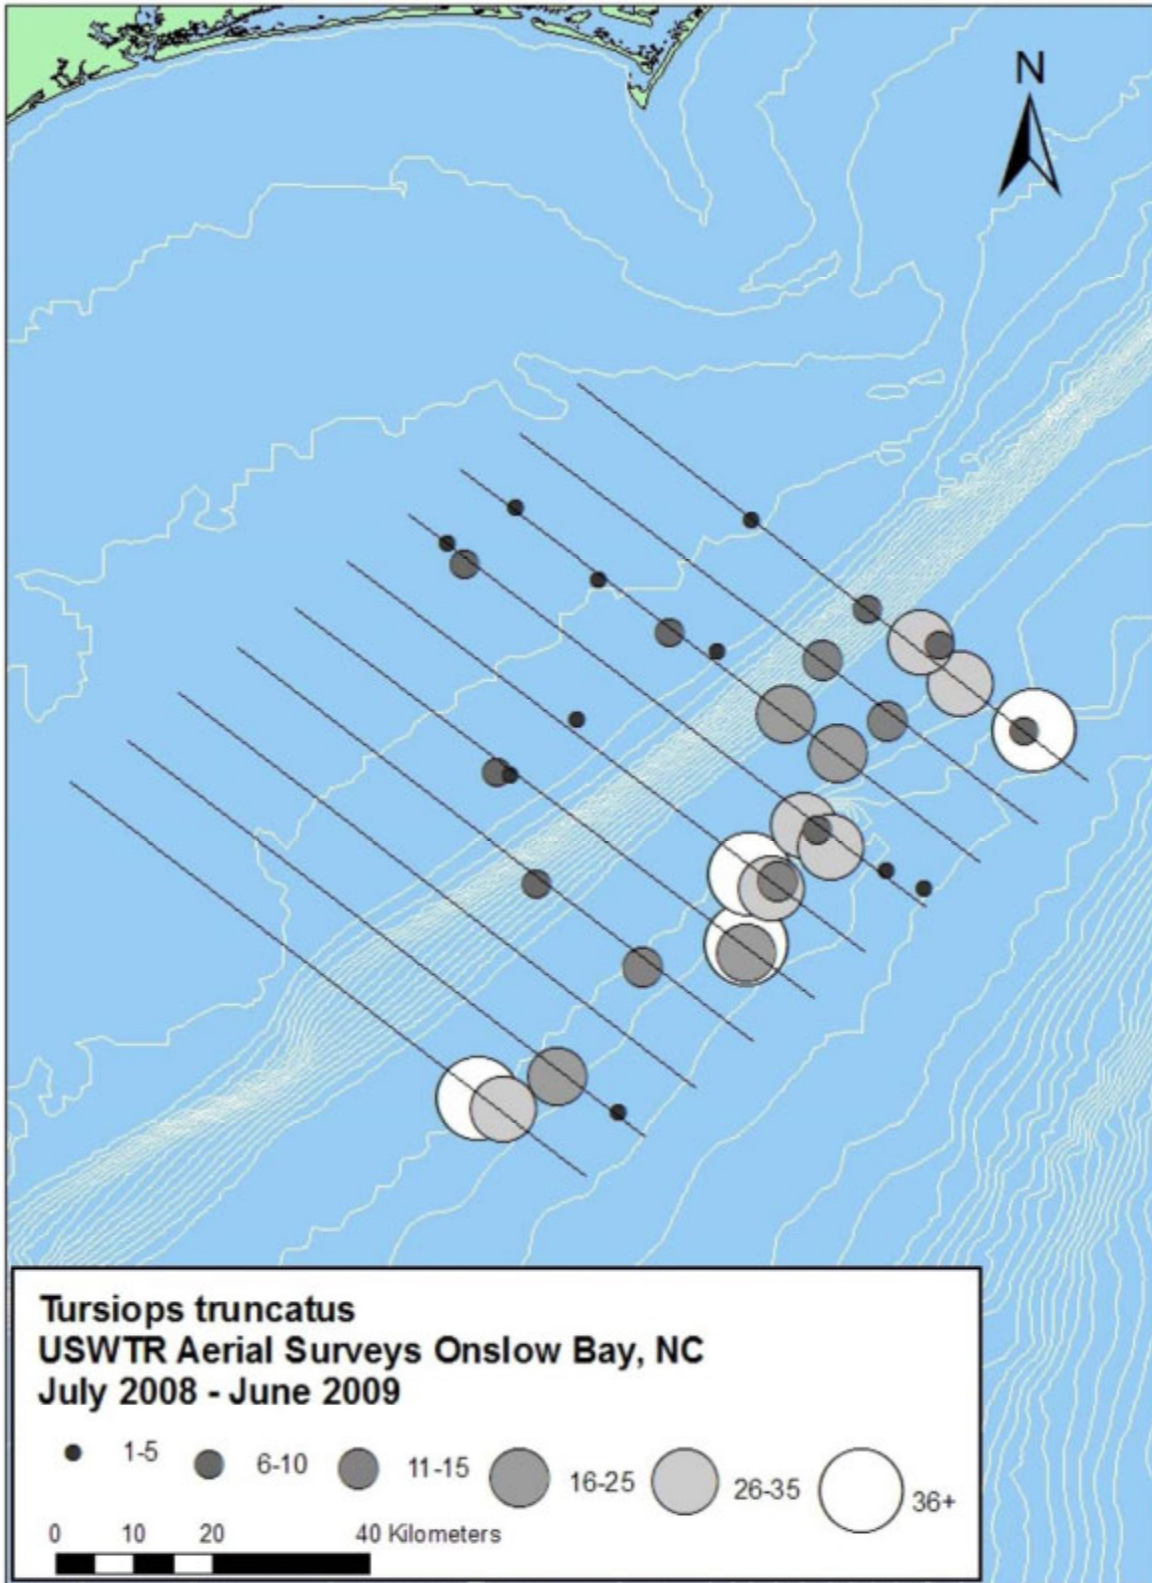 N
Tursiops truncatus
USWTR Aerial Surveys Onslow Bay, NC
July 2008 - June 2009
1-5 6-10 11-15 16-25 26-35 36+
0 10 20 40 Kilometers